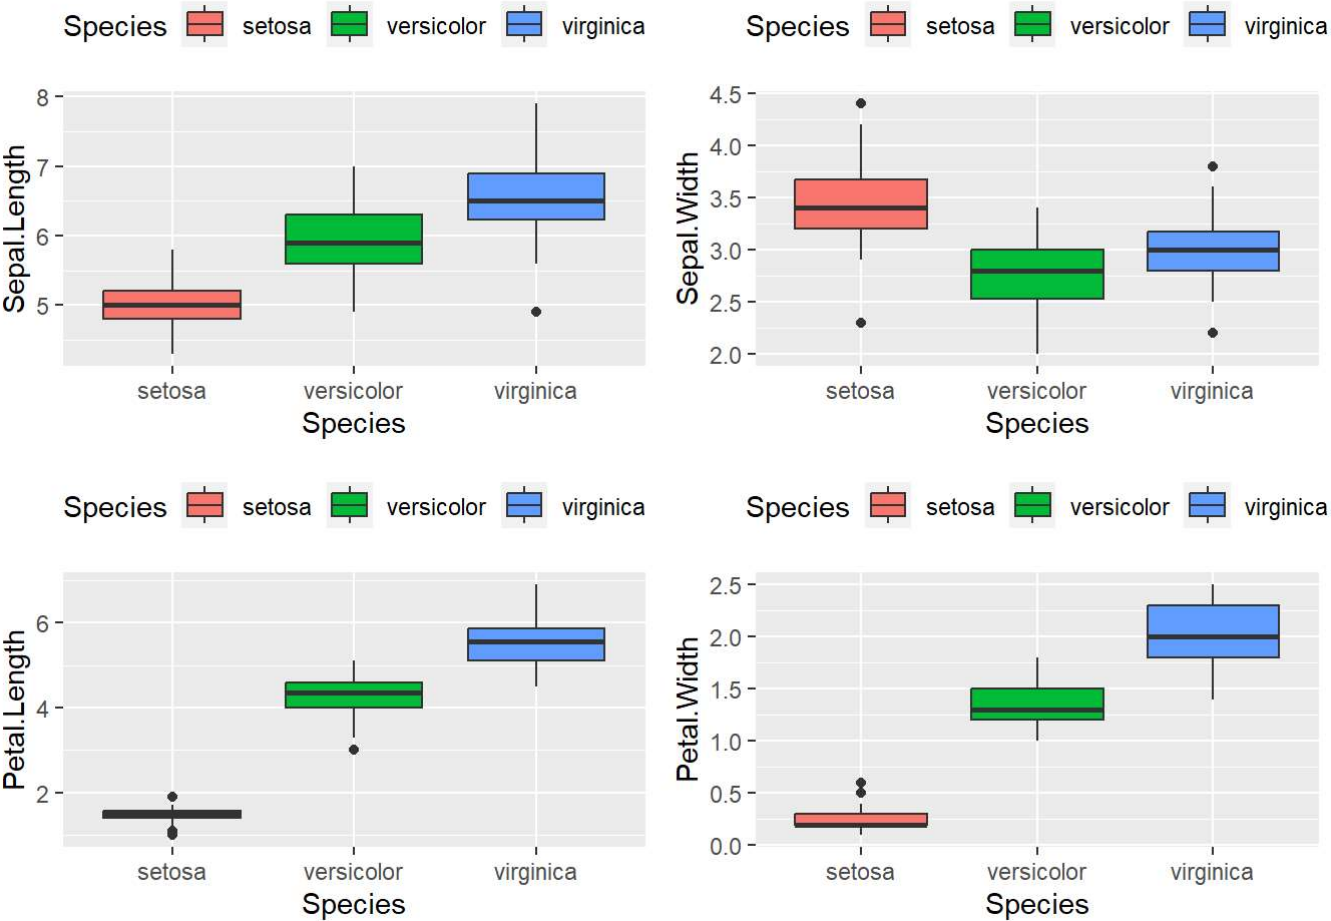 Species setosa versicolor virginica
Sepal.Length
8
7
6
5
setosa versicolor virginica
Species
Species setosa versicolor virginica
Sepal.Width
4.5
4.0
3.5
3.0
2.5
2.0
setosa versicolor virginica
Species
Species setosa versicolor virginica
Petal.Length
6
4
2
setosa versicolor virginica
Species
Species setosa versicolor virginica
Petal.Width
2.5
2.0
1.5
1.0
0.5
0.0
setosa versicolor virginica
Species